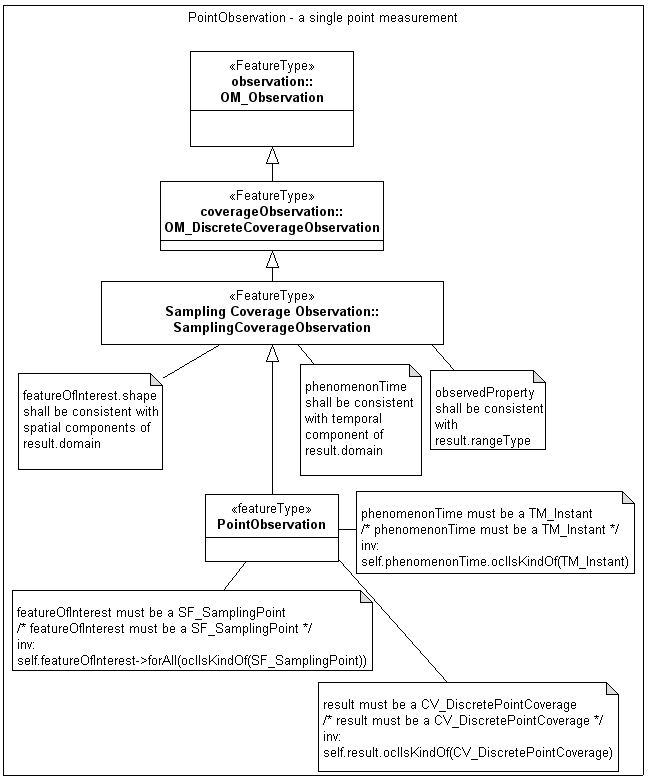 PointObservation - a single point measurement
«FeatureType»
observation::
OM_Observation
«FeatureType»
coverageObservation::
OM_DiscreteCoverageObservation
«FeatureType»
Sampling Coverage Observation::
SamplingCoverageObservation
featureOfInterest.shape
shall be consistent with
spatial components of
result.domain
phenomenonTime
shall be consistent
with temporal
component of
result.domain
observedProperty
shall be consistent
with
result.rangeType
«featureType»
PointObservation
phenomenonTime must be a TM_Instant
/* phenomenonTime must be a TM_Instant */
inv:
self.phenomenonTime.oclIsKindOf(TM_Instant)
featureOfInterest must be a SF_SamplingPoint
/* featureOfInterest must be a SF_SamplingPoint */
inv:
self.featureOfInterest->forAll(oclIsKindOf(SF_SamplingPoint))
result must be a CV_DiscretePointCoverage
/* result must be a CV_DiscretePointCoverage */
inv:
self.result.oclIsKindOf(CV_DiscretePointCoverage)